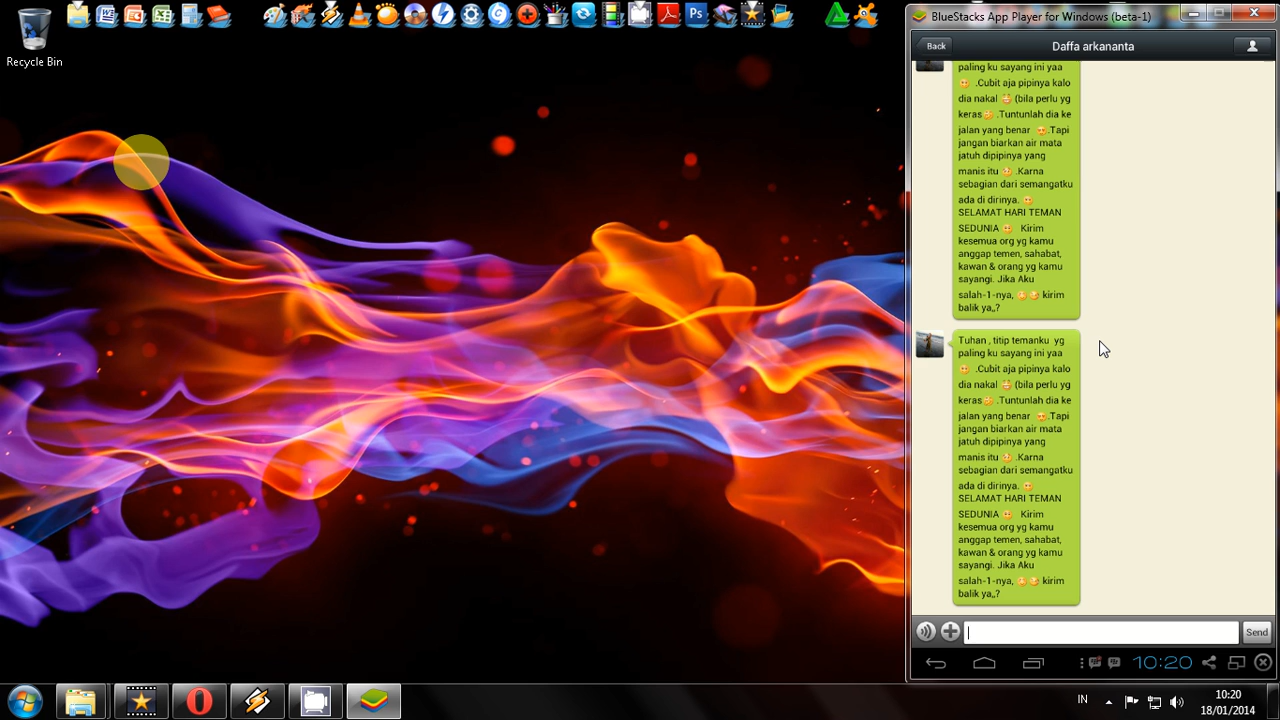 BlueStacks App Player for Windows (beta-1)
Back
Daffa arkananta
Recycle Bin
paling ku sayang ini yaa
.Cubit aja pipinya kalo
dia nakal (bila perlu yg
keras .Tuntunlah dia ke
jalan yang benar .Tapi
jangan biarkan air mata
jatuh dipipinya yang
manis itu .Karna
sebagian dari semangatku
ada di dirinya.
SELAMAT HARI TEMAN
SEDUNIA Kirim
kesemua org yg kamu
anggap temen, sahabat,
kawan & orang yg kamu
sayangi. Jika Aku
salah-1-nya, kirim
balik ya,,?
Tuhan , titip temanku yg
paling ku sayang ini yaa
.Cubit aja pipinya kalo
dia nakal (bila perlu yg
keras .Tuntunlah dia ke
jalan yang benar .Tapi
jangan biarkan air mata
jatuh dipipinya yang
manis itu .Karna
sebagian dari semangatku
ada di dirinya.
SELAMAT HARI TEMAN
SEDUNIA Kirim
kesemua org yg kamu
anggap temen, sahabat,
kawan & orang yg kamu
sayangi. Jika Aku
salah-1-nya, kirim
balik ya,,?
Send
10:20
IN
10:20
18/01/2014